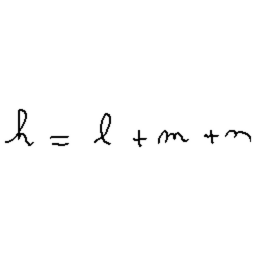 h = l + m + n